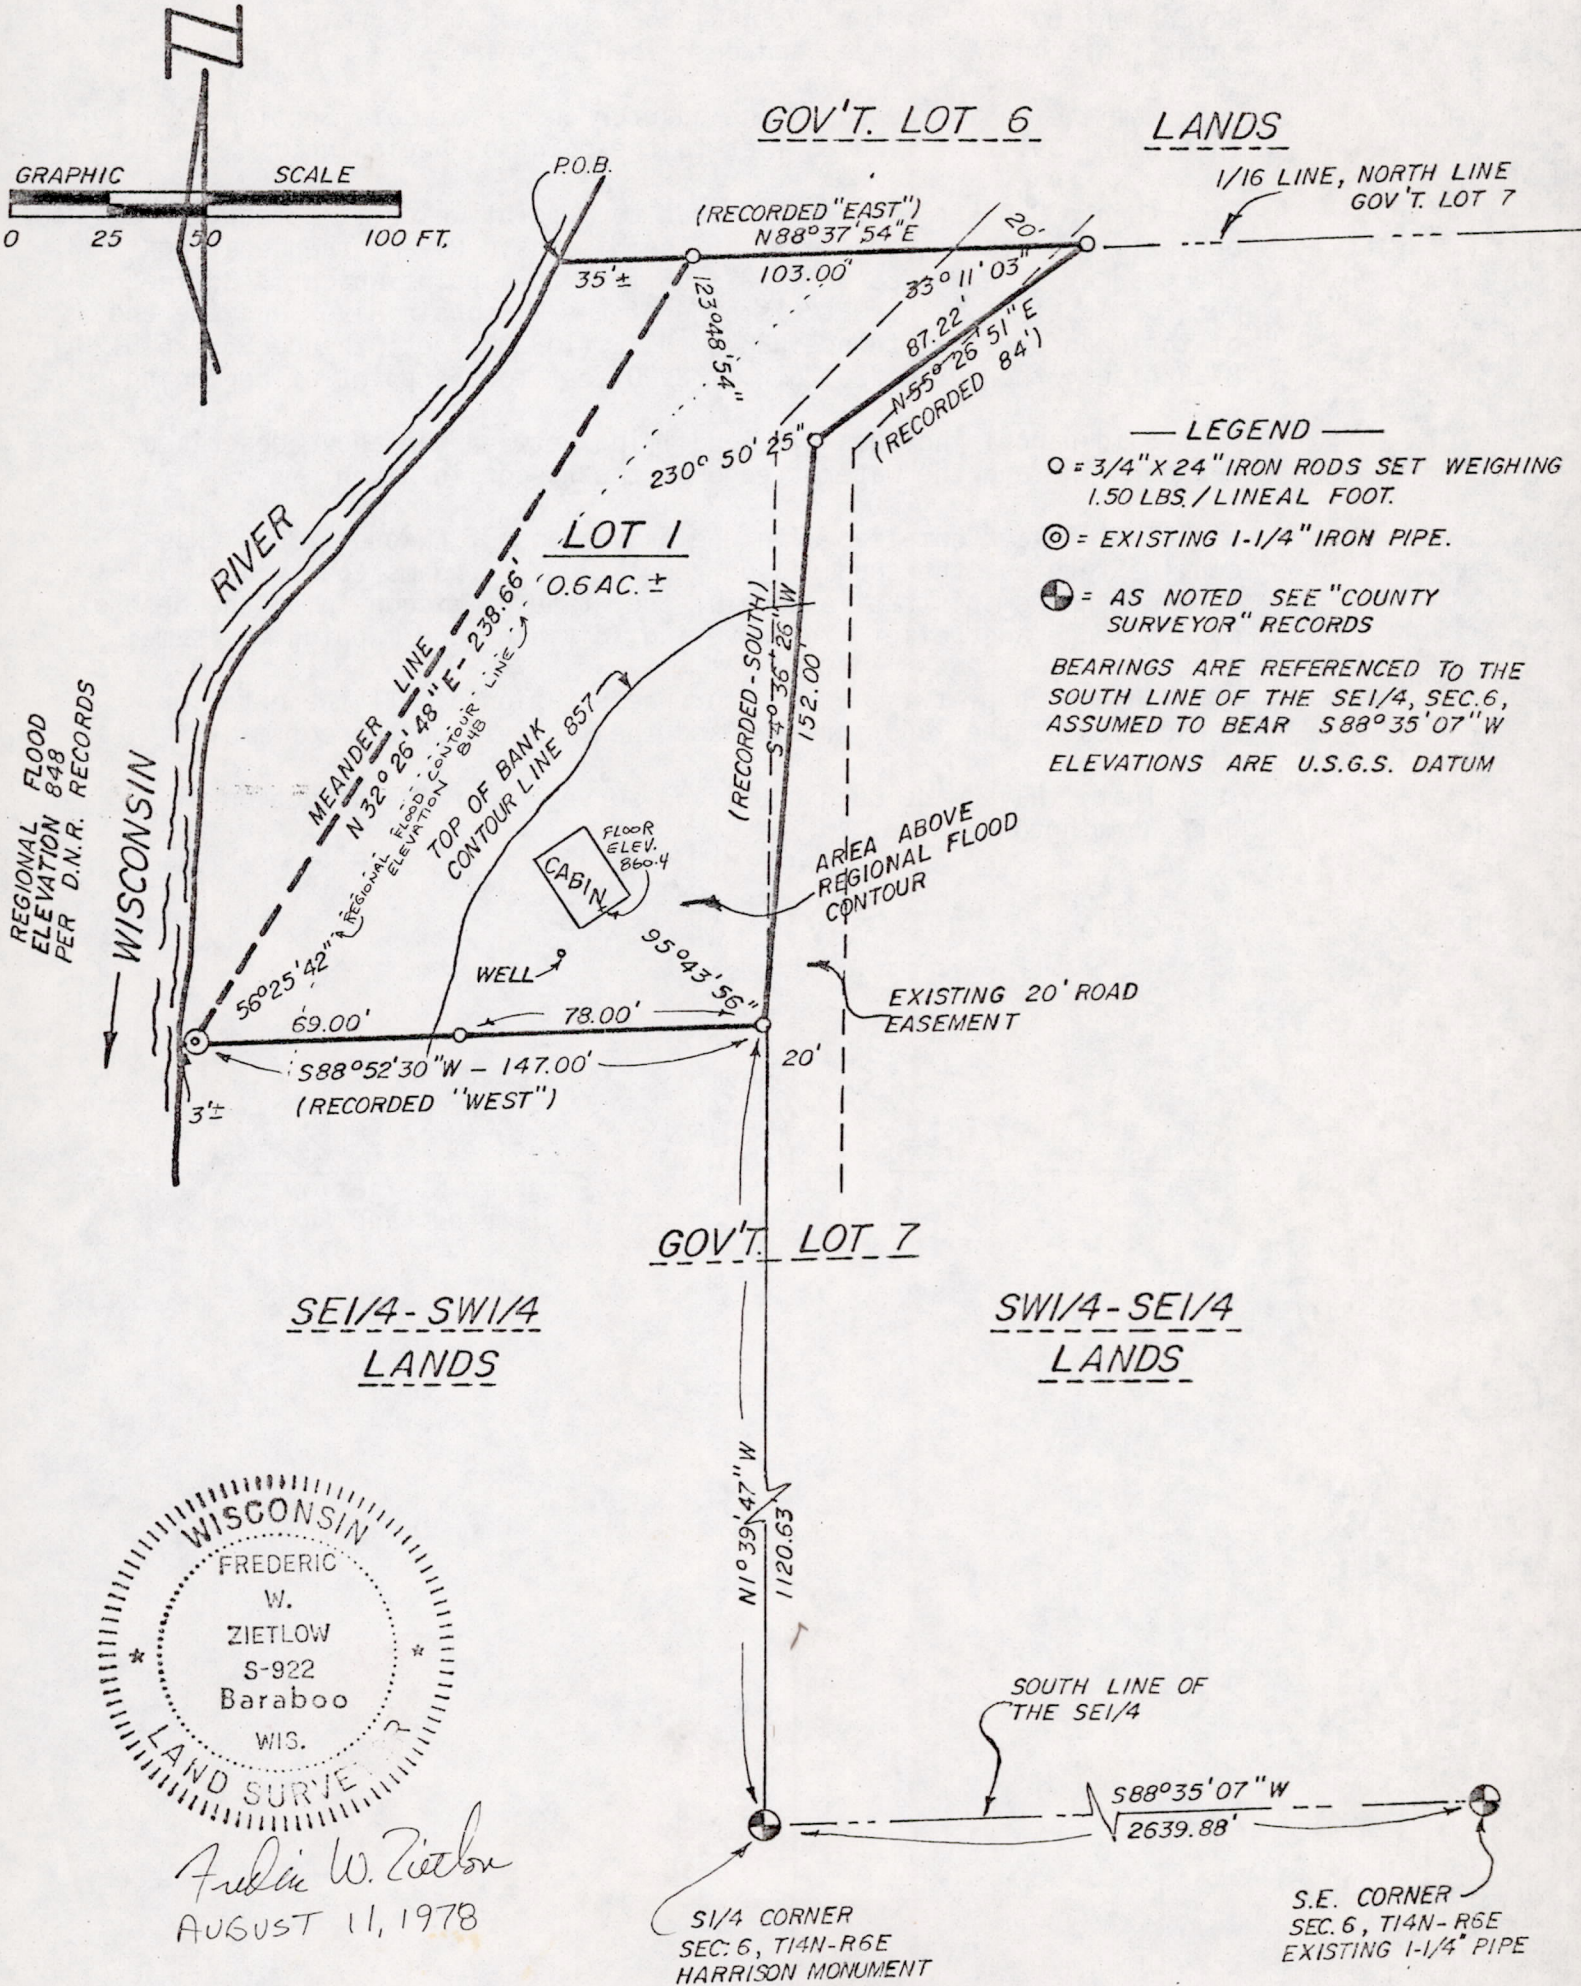 GOV'T. LOT 6 LANDS
GRAPHIC SCALE
0 25 50 100 FT.
P.O.B.
1/16 LINE, NORTH LINE
GOV'T. LOT 7
(RECORDED "EAST")
N88°37'54"E
103.00'
35'±
20'
33°11'03"
123°48'54"
87.22'
N55°26'51"E
(RECORDED 84')
230°50'25"
— LEGEND —
O = 3/4" X 24" IRON RODS SET WEIGHING
1.50 LBS./LINEAL FOOT.
◎ = EXISTING 1-1/4" IRON PIPE.
= AS NOTED SEE "COUNTY
SURVEYOR" RECORDS
BEARINGS ARE REFERENCED TO THE
SOUTH LINE OF THE SE1/4, SEC.6,
ASSUMED TO BEAR S88°35'07"W
ELEVATIONS ARE U.S.G.S. DATUM
RIVER
WISCONSIN
LOT 1
0.6 AC. ±
MEANDER LINE
N 32°26'48"E - 238.66'
REGIONAL FLOOD CONTOUR LINE
ELEVATION 848
TOP OF BANK
CONTOUR LINE 857
(RECORDED - SOUTH)
S4°36'26"W
152.00'
REGIONAL FLOOD
ELEVATION 848
PER D.N.R. RECORDS
FLOOR
ELEV.
860.4
CABIN
AREA ABOVE
REGIONAL FLOOD
CONTOUR
WELL
95°43'56"
56°25'42"
69.00'
78.00'
EXISTING 20' ROAD
EASEMENT
S88°52'30"W - 147.00'
(RECORDED "WEST")
20'
3'±
GOV'T. LOT 7
SE1/4-SW1/4
LANDS
SW1/4-SE1/4
LANDS
N1°39'47"W
1120.63'
WISCONSIN
FREDERIC
W.
ZIETLOW
S-922
Baraboo
WIS.
LAND SURVE R
Frederic W. Zietlow
AUGUST 11, 1978
SOUTH LINE OF
THE SE1/4
S88°35'07"W
2639.88'
S1/4 CORNER
SEC. 6, T14N-R6E
HARRISON MONUMENT
S.E. CORNER
SEC. 6, T14N-R6E
EXISTING 1-1/4" PIPE